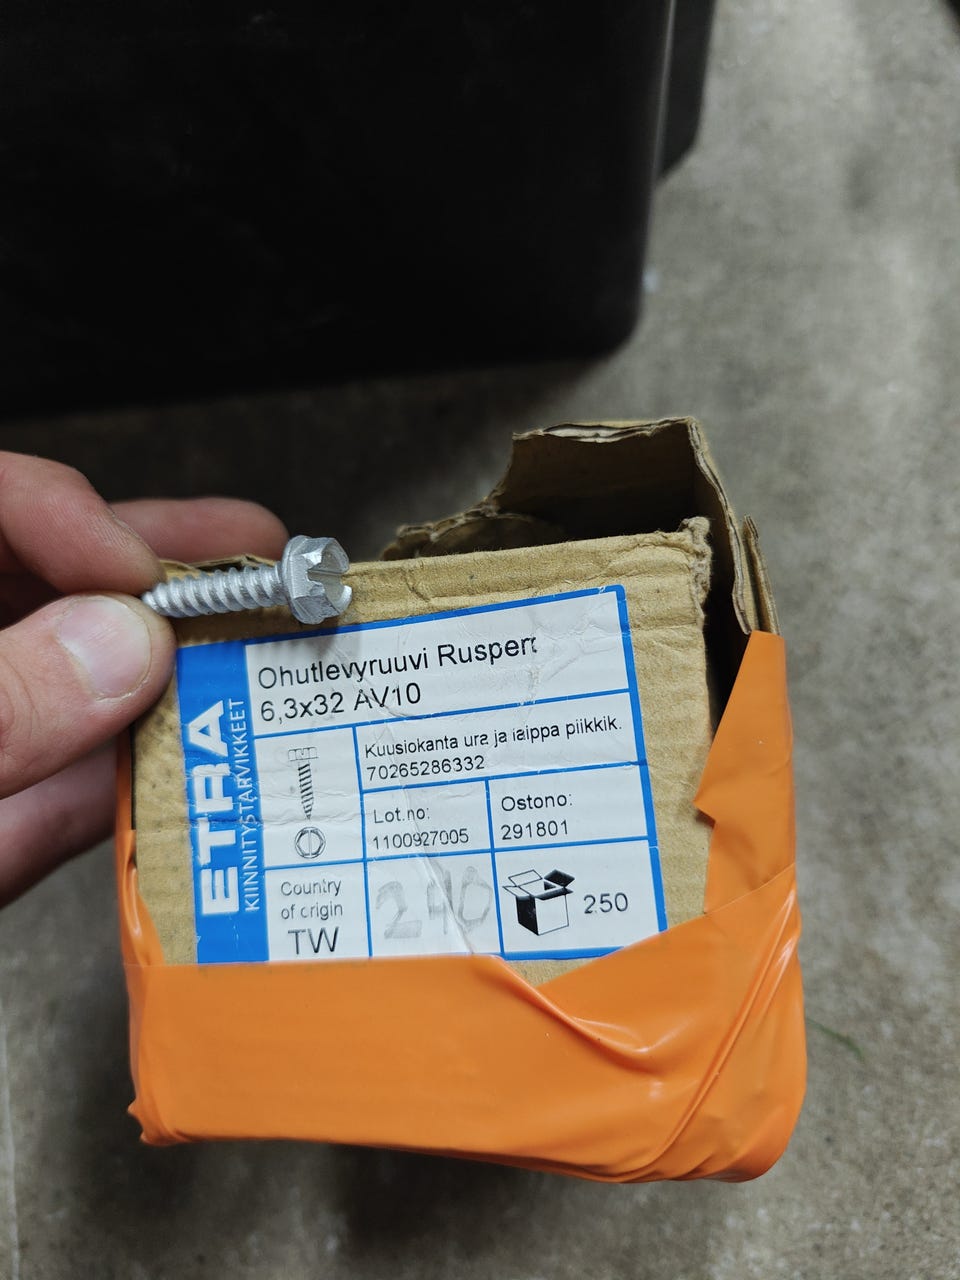 ETRA
KIINNITYSTARVIKKEET
Ohutlevyruuvi Ruspert
6,3x32 AV10
Kuusiokanta ura ja laippa piikkik.
70265286332
Lot.no:
1100927005
Ostono:
291801
Country
of origin
TW
240
250